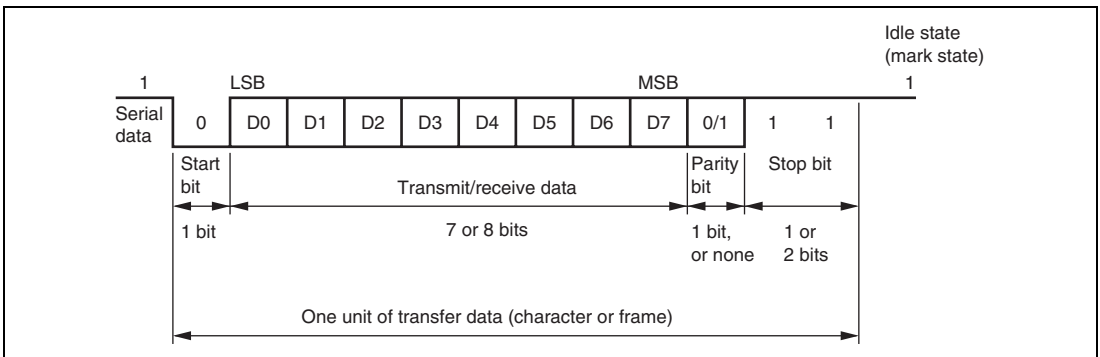 Idle state
(mark state)
1 LSB MSB 1
Serial
data
0 D0 D1 D2 D3 D4 D5 D6 D7 0/1 1 1
Start
bit
Transmit/receive data
Parity
bit
Stop bit
1 bit
7 or 8 bits
1 bit,
or none
1 or
2 bits
One unit of transfer data (character or frame)